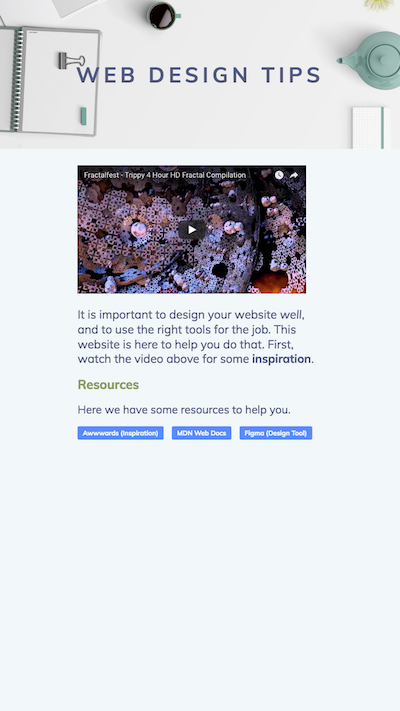 WEB DESIGN TIPS
Fractalfest - Trippy 4 Hour HD Fractal Compilation
It is important to design your website well,
and to use the right tools for the job. This
website is here to help you do that. First,
watch the video above for some inspiration.
Resources
Here we have some resources to help you.
Awwwards (Inspiration) MDN Web Docs Figma (Design Tool)